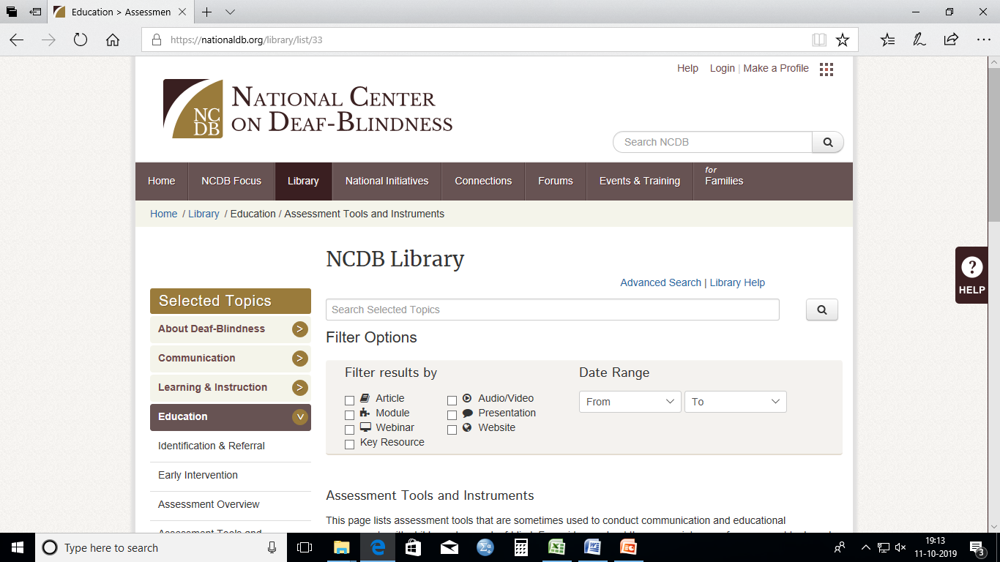 Education > Assessmen
https://nationaldb.org/library/list/33
Help Login | Make a Profile
NC
DB
NATIONAL CENTER
ON DEAF-BLINDNESS
Search NCDB
Home NCDB Focus Library National Initiatives Connections Forums Events & Training for Families
Home / Library / Education / Assessment Tools and Instruments
NCDB Library
Advanced Search | Library Help
Search Selected Topics
Filter Options
Filter results by
Article Audio/Video
Module Presentation
Webinar Website
Key Resource
Date Range
From To
Selected Topics
About Deaf-Blindness >
Communication >
Learning & Instruction >
Education
Identification & Referral
Early Intervention
Assessment Overview
Assessment Tools and
Assessment Tools and Instruments
This page lists assessment tools that are sometimes used to conduct communication and educational
?
HELP
Type here to search
19:13
11-10-2019
3